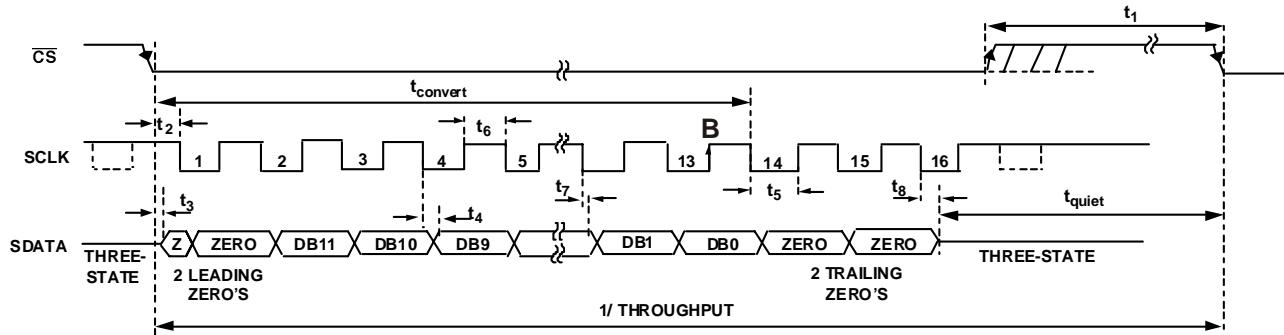 t1
CS
tconvert
t2
t6
B
SCLK
1 2 3 4 5 13 14 15 16
t3
t4
t7
t5
t8
tquiet
SDATA
Z ZERO DB11 DB10 DB9 DB1 DB0 ZERO ZERO
THREE-
STATE
2 LEADING
ZERO'S
2 TRAILING
ZERO'S
THREE-STATE
1/ THROUGHPUT